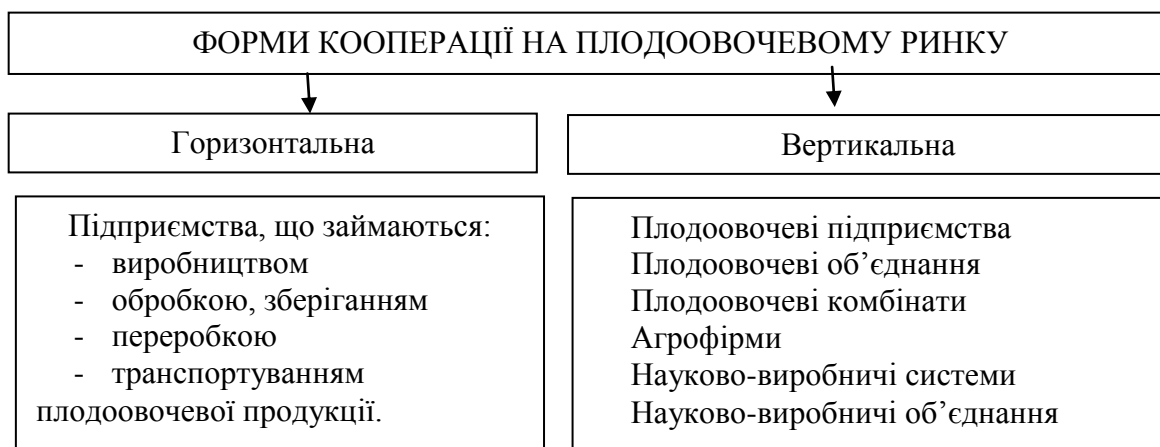 ФОРМИ КООПЕРАЦІЇ НА ПЛОДООВОЧЕВОМУ РИНКУ
Горизонтальна
Вертикальна
Підприємства, що займаються:
- виробництвом
- обробкою, зберіганням
- переробкою
- транспортуванням
плодоовочевої продукції.
Плодоовочеві підприємства
Плодоовочеві об’єднання
Плодоовочеві комбінати
Агрофірми
Науково-виробничі системи
Науково-виробничі об’єднання